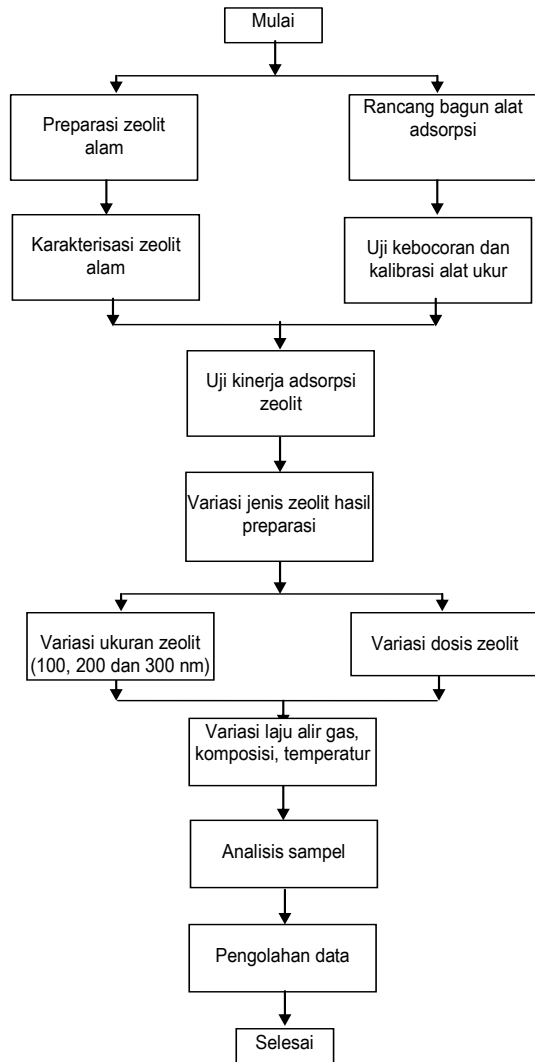 Mulai
Preparasi zeolit
alam
Rancang bagun alat
adsorpsi
Karakterisasi zeolit
alam
Uji kebocoran dan
kalibrasi alat ukur
Uji kinerja adsorpsi
zeolit
Variasi jenis zeolit hasil
preparasi
Variasi ukuran zeolit
(100, 200 dan 300 nm)
Variasi dosis zeolit
Variasi laju alir gas,
komposisi, temperatur
Analisis sampel
Pengolahan data
Selesai